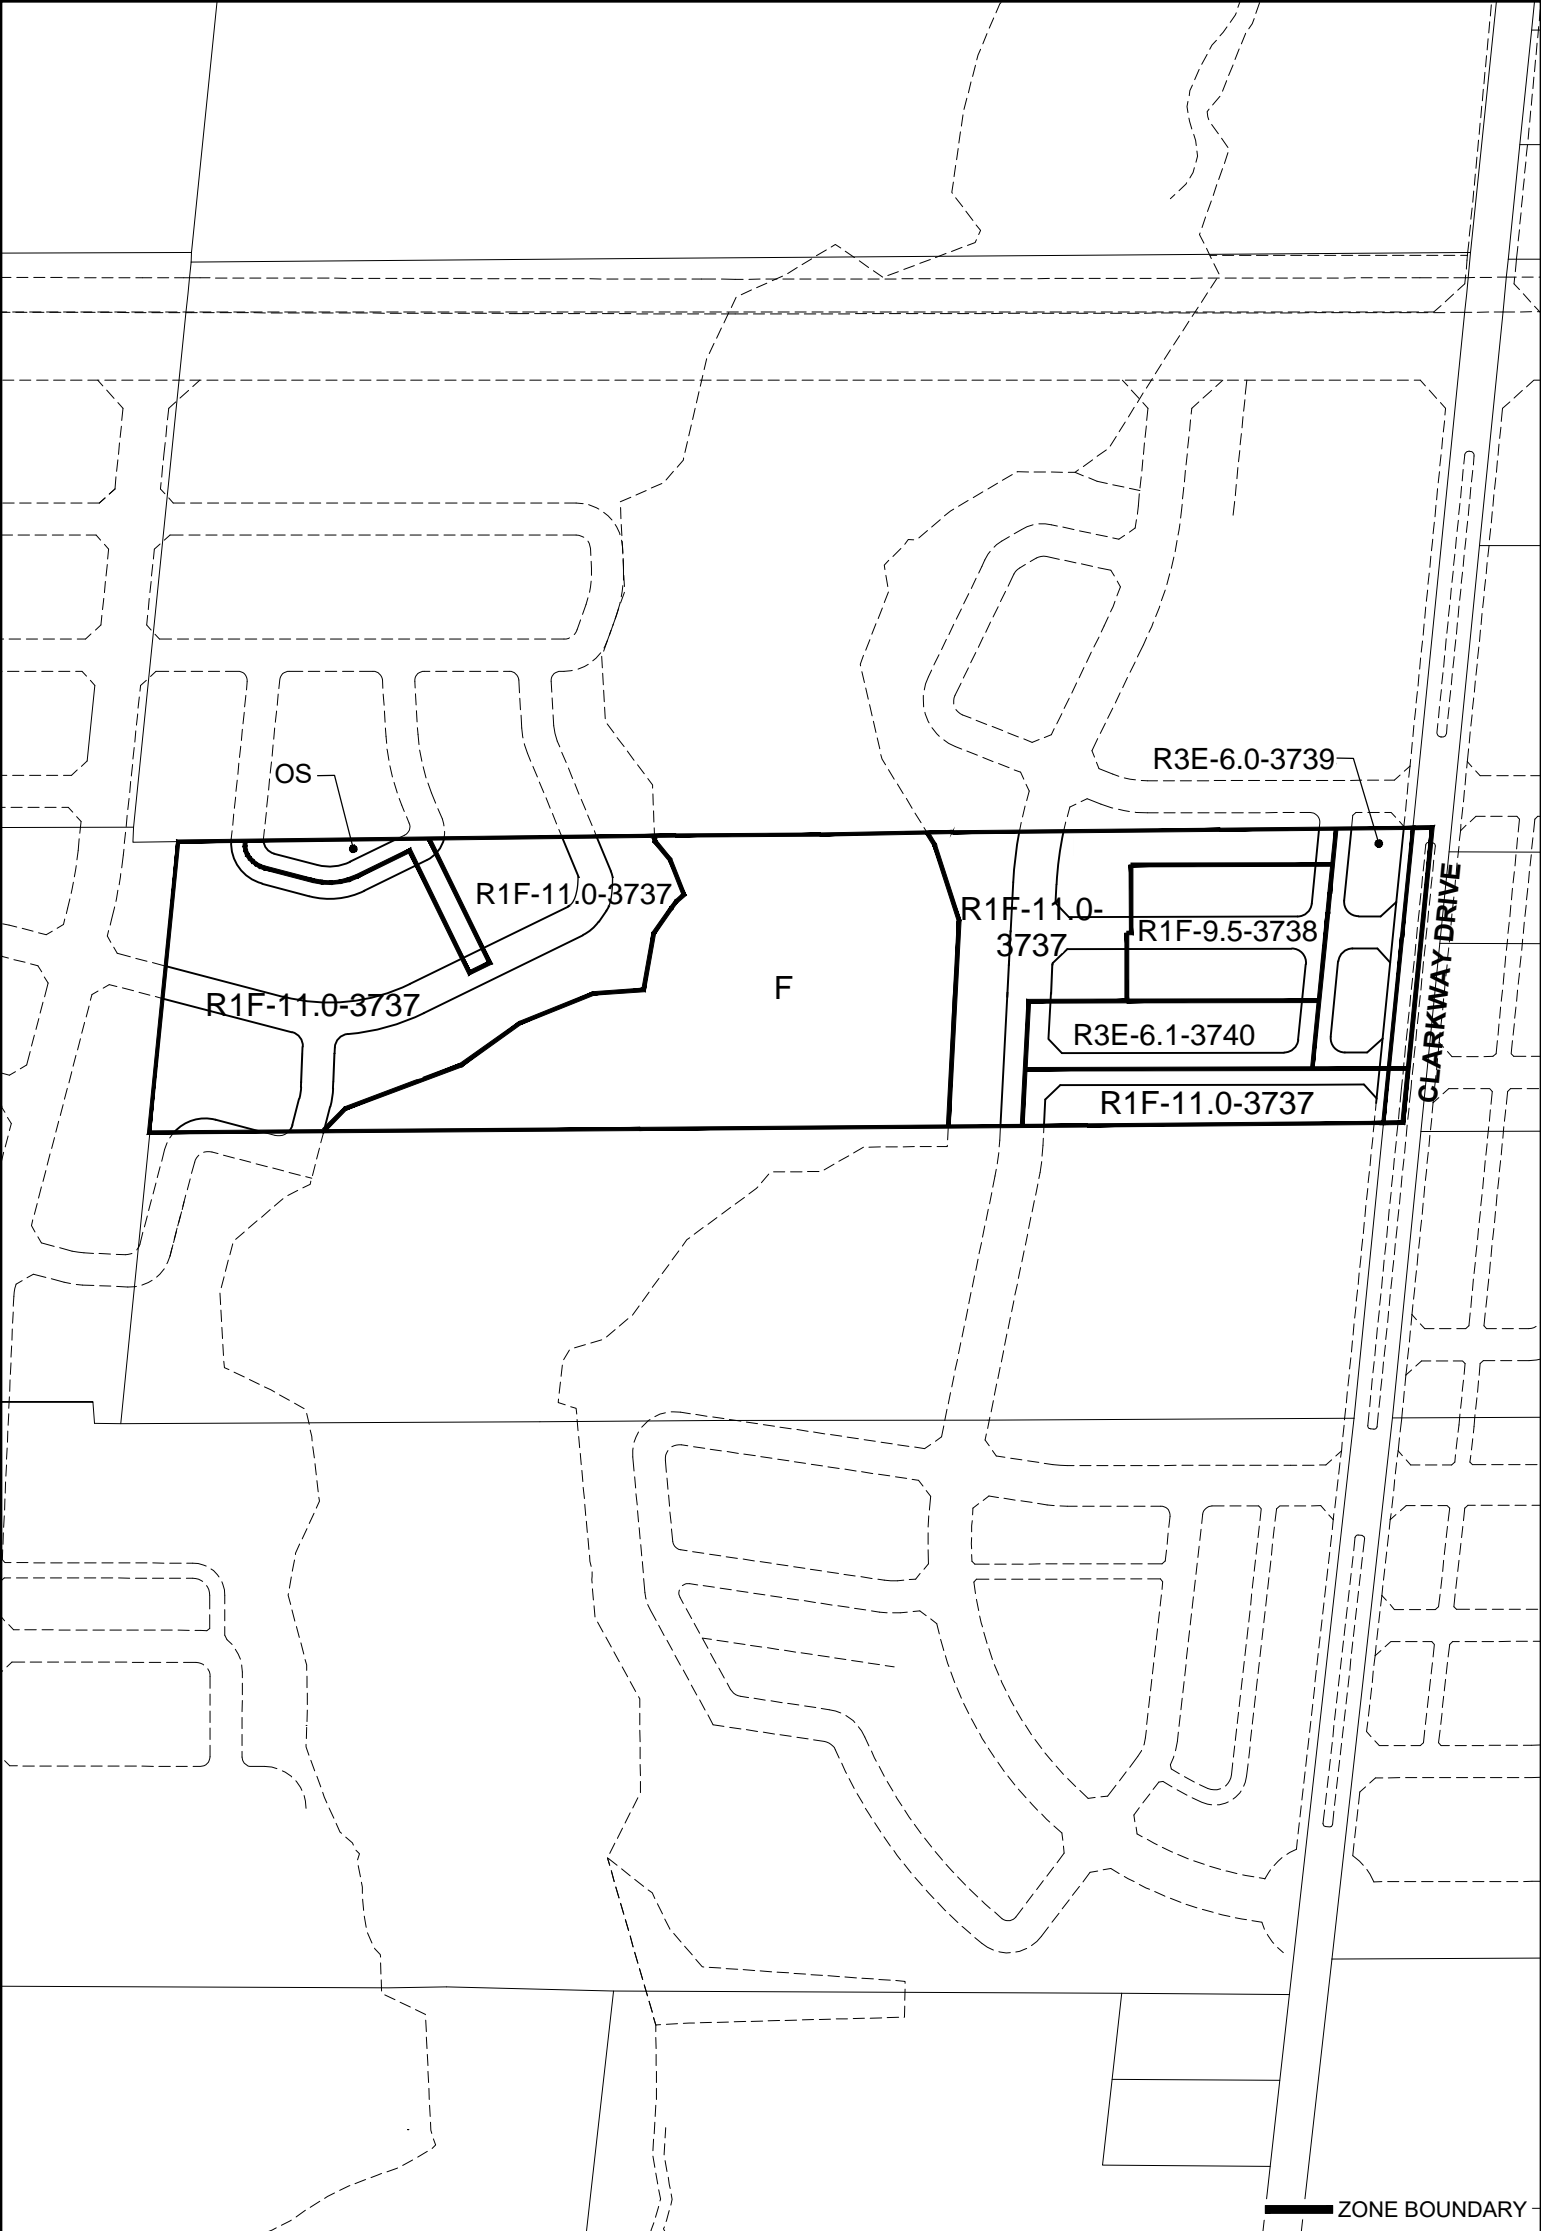 R3E-6.0-3739
OS
R1F-11.0-3737
R1F-11.0-
3737
R1F-9.5-3738
F
R1F-11.0-3737
R3E-6.1-3740
R1F-11.0-3737
CLARKWAY DRIVE
ZONE BOUNDARY